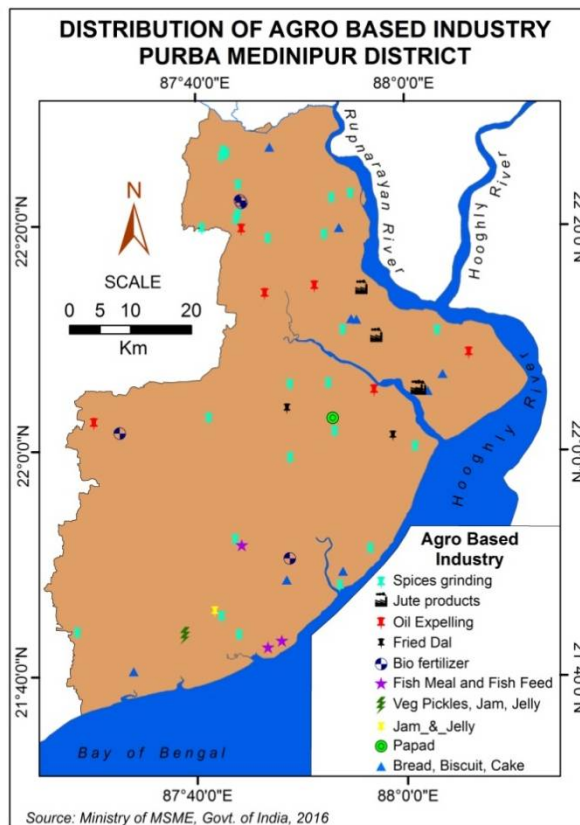 DISTRIBUTION OF AGRO BASED INDUSTRY
PURBA MEDINIPUR DISTRICT
87°40'0"E
88°0'0"E
Rupnarayan River
Hooghly River
N
22°20'0"N
22°20'0"N
SCALE
0 5 10 20
Km
22°0'0"N
22°0'0"N
Hooghly River
Agro Based
Industry
Spices grinding
Jute products
Oil Expelling
Fried Dal
Bio fertilizer
Fish Meal and Fish Feed
Veg Pickles, Jam, Jelly
Jam_&_Jelly
Papad
Bread, Biscuit, Cake
21°40'0"N
21°40'0"N
Bay of Bengal
87°40'0"E
88°0'0"E
Source: Ministry of MSME, Govt. of India, 2016